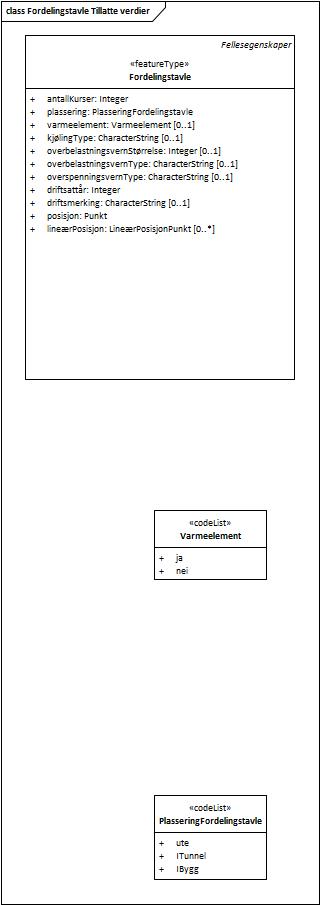 class Fordelingstavle Tillatte verdier
Fellesegenskaper
«featureType»
Fordelingstavle
+ antallKurser: Integer
+ plassering: PlasseringFordelingstavle
+ varmeelement: Varmeelement [0..1]
+ kjølingType: CharacterString [0..1]
+ overbelastningsvernStørrelse: Integer [0..1]
+ overbelastningsvernType: CharacterString [0..1]
+ overspenningsvernType: CharacterString [0..1]
+ driftsattår: Integer
+ driftsmerking: CharacterString [0..1]
+ posisjon: Punkt
+ lineærPosisjon: LineærPosisjonPunkt [0..*]
«codeList»
Varmeelement
+ ja
+ nei
«codeList»
PlasseringFordelingstavle
+ ute
+ ITunnel
+ IBygg